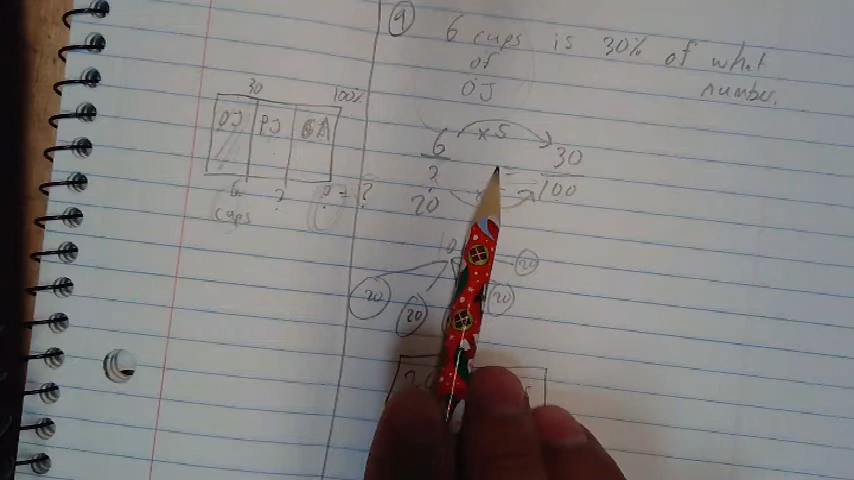 9 6 cups is 30% of what
of number.
OJ
30 100%
OJ PJ GA
6 ? ?
cups
x5
6 = 30
? 100
20
20 20 20 20